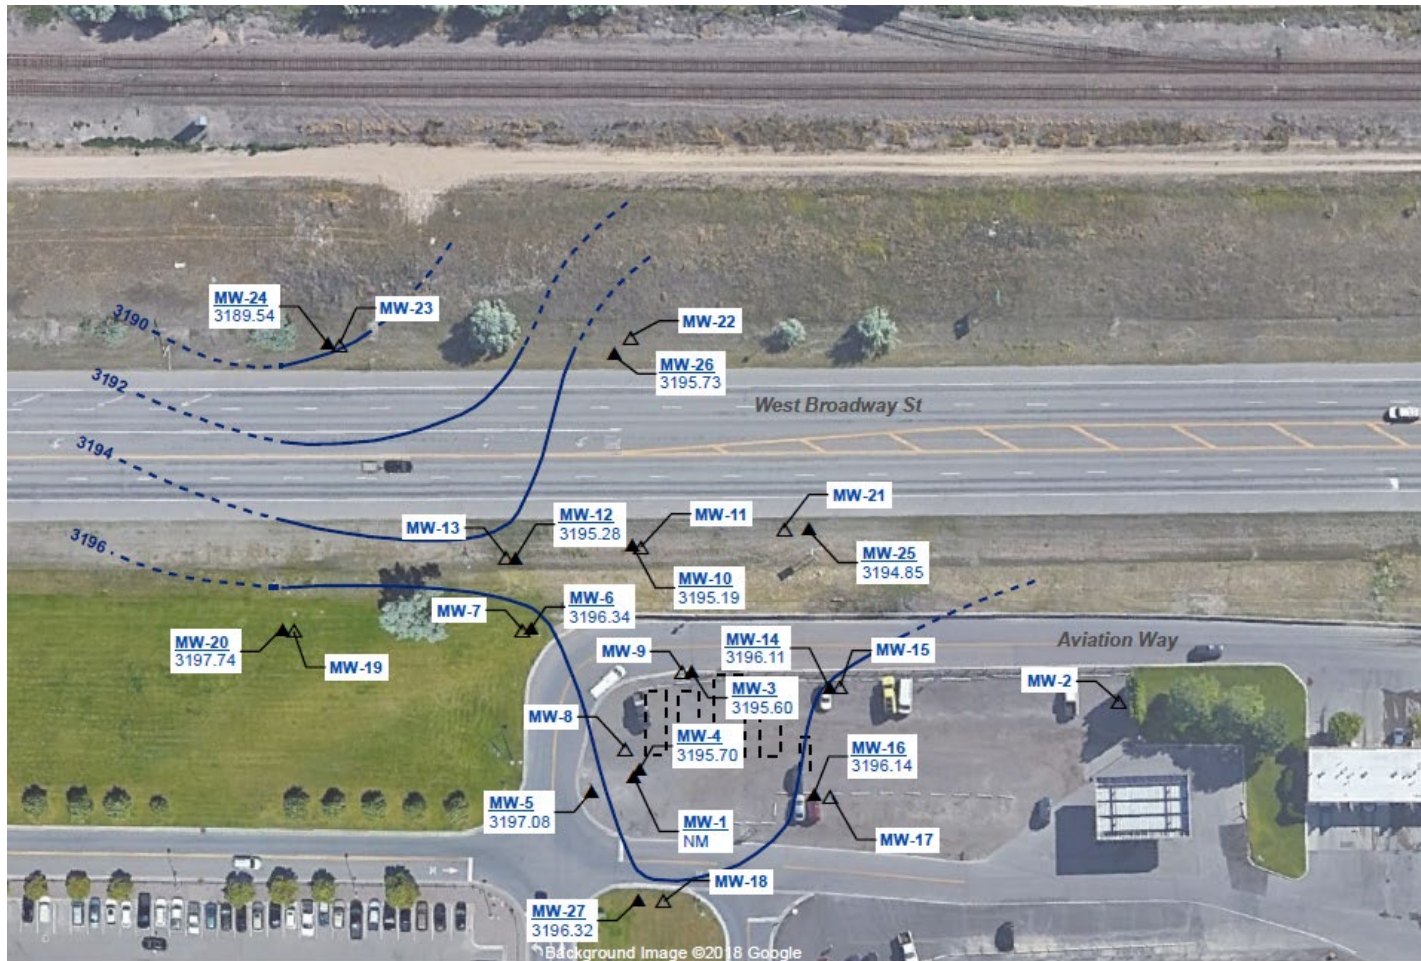 MW-24
3189.54
MW-23
3190
MW-22
MW-26
3195.73
3192
West Broadway St
3194
MW-21
MW-13
MW-12
3195.28
MW-11
3196
MW-25
3194.85
MW-10
3195.19
MW-7
MW-6
3196.34
MW-20
3197.74
MW-19
MW-9
MW-14
3196.11
MW-15
Aviation Way
MW-3
3195.60
MW-2
MW-8
MW-4
3195.70
MW-16
3196.14
MW-5
3197.08
MW-1
NM
MW-17
MW-18
MW-27
3196.32
Background Image ©2018 Google